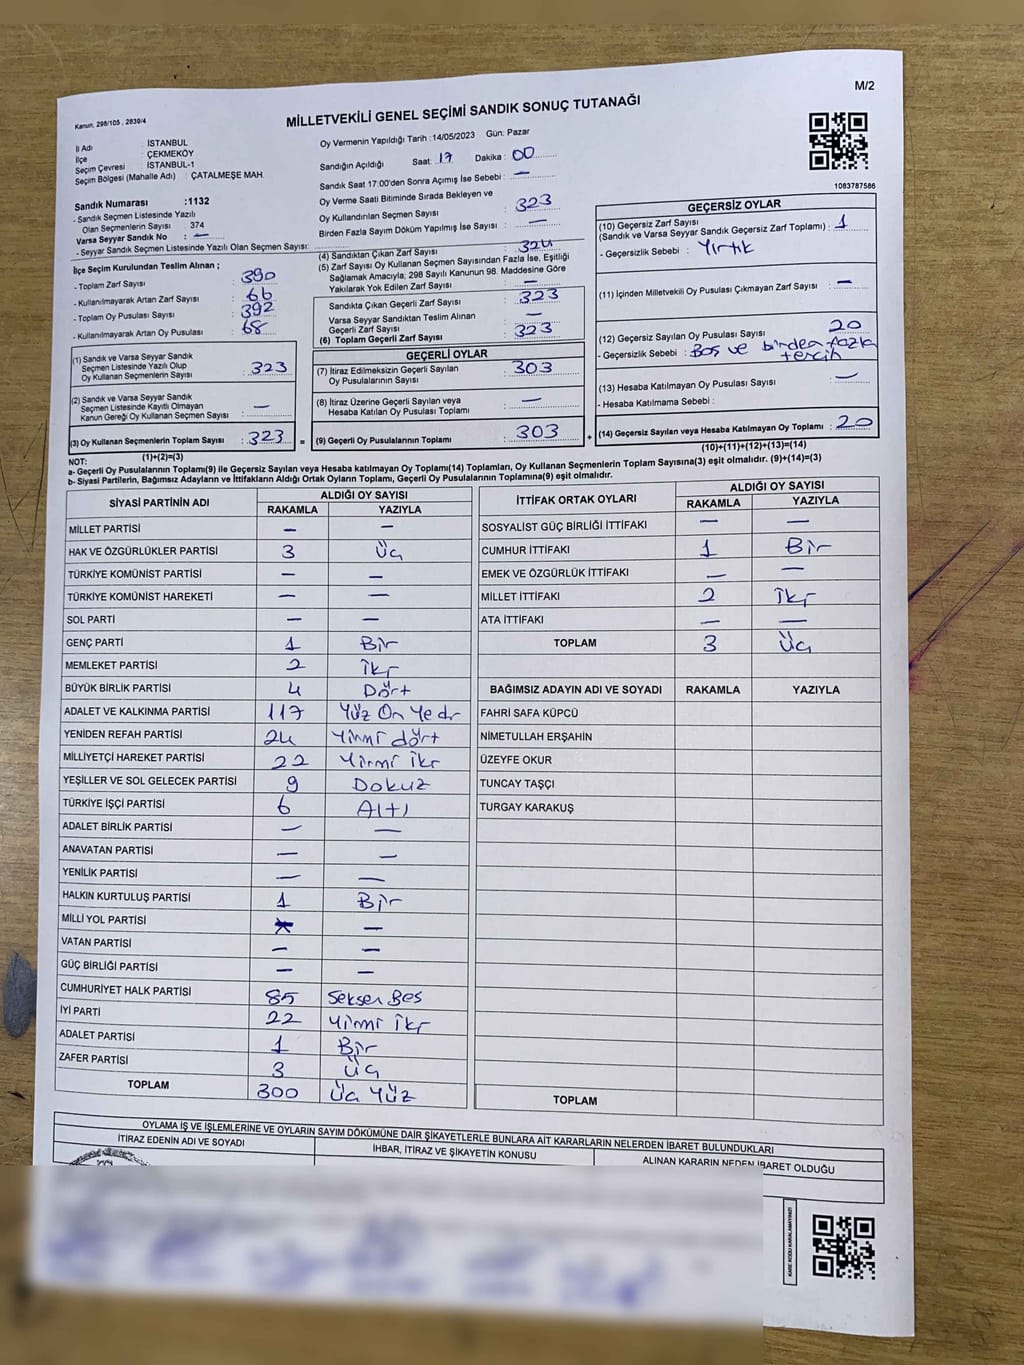 M/2
Kanun, 298/105 , 2839/4
MİLLETVEKİLİ GENEL SEÇİMİ SANDIK SONUÇ TUTANAĞI
İl Adı : İSTANBUL
İlçe : ÇEKMEKÖY
Seçim Çevresi : İSTANBUL-1
Seçim Bölgesi (Mahalle Adı) : ÇATALMEŞE MAH.
Oy Vermenin Yapıldığı Tarih :14/05/2023 Gün: Pazar
Sandığın Açıldığı Saat: 17 Dakika : 00
Sandık Saat 17:00'den Sonra Açımış İse Sebebi : —
Oy Verme Saati Bitiminde Sırada Bekleyen ve
Oy Kullandırılan Seçmen Sayısı : 323
Birden Fazla Sayım Döküm Yapılmış İse Sayısı : —
1083787586
Sandık Numarası :1132
- Sandık Seçmen Listesinde Yazılı
Olan Seçmenlerin Sayısı : 374
Varsa Seyyar Sandık No : —
- Seyyar Sandık Seçmen Listesinde Yazılı Olan Seçmen Sayısı:
İlçe Seçim Kurulundan Teslim Alınan ;
- Toplam Zarf Sayısı : 390
- Kullanılmayarak Artan Zarf Sayısı : 66
- Toplam Oy Pusulası Sayısı : 392
- Kullanılmayarak Artan Oy Pusulası : 68
(1) Sandık ve Varsa Seyyar Sandık
Seçmen Listesinde Yazılı Olup
Oy Kullanan Seçmenlerin Sayısı : 323
(2) Sandık ve Varsa Seyyar Sandık
Seçmen Listesinde Kayıtlı Olmayan
Kanun Gereği Oy Kullanan Seçmen Sayısı : —
(3) Oy Kullanan Seçmenlerin Toplam Sayısı : 323
(1)+(2)=(3)
(4) Sandıktan Çıkan Zarf Sayısı : 324
(5) Zarf Sayısı Oy Kullanan Seçmen Sayısından Fazla İse, Eşitliği
Sağlamak Amacıyla; 298 Sayılı Kanunun 98. Maddesine Göre
Yakılarak Yok Edilen Zarf Sayısı : —
Sandıkta Çıkan Geçerli Zarf Sayısı : 323
Varsa Seyyar Sandıktan Teslim Alınan
Geçerli Zarf Sayısı : —
(6) Toplam Geçerli Zarf Sayısı : 323
GEÇERLİ OYLAR
(7) İtiraz Edilmeksizin Geçerli Sayılan
Oy Pusulalarının Sayısı : 303
(8) İtiraz Üzerine Geçerli Sayılan veya
Hesaba Katılan Oy Pusulası Toplamı : —
= (9) Geçerli Oy Pusulalarının Toplamı : 303 +
GEÇERSİZ OYLAR
(10) Geçersiz Zarf Sayısı
(Sandık ve Varsa Seyyar Sandık Geçersiz Zarf Toplamı) : 1
- Geçersizlik Sebebi : Yırtık
(11) İçinden Milletvekili Oy Pusulası Çıkmayan Zarf Sayısı : —
(12) Geçersiz Sayılan Oy Pusulası Sayısı : 20
- Geçersizlik Sebebi : Boş ve birden fazla
tercih
(13) Hesaba Katılmayan Oy Pusulası Sayısı : —
- Hesaba Katılmama Sebebi :
(14) Geçersiz Sayılan veya Hesaba Katılmayan Oy Toplamı : 20
(10)+(11)+(12)+(13)=(14)
NOT:
a- Geçerli Oy Pusulalarının Toplamı(9) ile Geçersiz Sayılan veya Hesaba katılmayan Oy Toplamı(14) Toplamları, Oy Kullanan Seçmenlerin Toplam Sayısına(3) eşit olmalıdır. (9)+(14)=(3)
b- Siyasi Partilerin, Bağımsız Adayların ve İttifakların Aldığı Ortak Oyların Toplamı, Geçerli Oy Pusulalarının Toplamına(9) eşit olmalıdır.
SİYASİ PARTİNİN ADI ALDIĞI OY SAYISI
RAKAMLA YAZIYLA
MİLLET PARTİSİ — —
HAK VE ÖZGÜRLÜKLER PARTİSİ 3 Üç
TÜRKİYE KOMÜNİST PARTİSİ — —
TÜRKİYE KOMÜNİST HAREKETİ — —
SOL PARTİ — —
GENÇ PARTİ 1 Bir
MEMLEKET PARTİSİ 2 İki
BÜYÜK BİRLİK PARTİSİ 4 Dört
ADALET VE KALKINMA PARTİSİ 117 Yüz On Yedi
YENİDEN REFAH PARTİSİ 24 Yirmi dört
MİLLİYETÇİ HAREKET PARTİSİ 22 Yirmi İki
YEŞİLLER VE SOL GELECEK PARTİSİ 9 Dokuz
TÜRKİYE İŞÇİ PARTİSİ 6 Altı
ADALET BİRLİK PARTİSİ — —
ANAVATAN PARTİSİ — —
YENİLİK PARTİSİ — —
HALKIN KURTULUŞ PARTİSİ 1 Bir
MİLLİ YOL PARTİSİ —
VATAN PARTİSİ — —
GÜÇ BİRLİĞİ PARTİSİ — —
CUMHURİYET HALK PARTİSİ 85 Seksen Beş
İYİ PARTİ 22 Yirmi İki
ADALET PARTİSİ 1 Bir
ZAFER PARTİSİ 3 Üç
TOPLAM 300 Üç Yüz
İTTİFAK ORTAK OYLARI ALDIĞI OY SAYISI
RAKAMLA YAZIYLA
SOSYALİST GÜÇ BİRLİĞİ İTTİFAKI — —
CUMHUR İTTİFAKI 1 Bir
EMEK VE ÖZGÜRLÜK İTTİFAKI — —
MİLLET İTTİFAKI 2 İki
ATA İTTİFAKI — —
TOPLAM 3 Üç
BAĞIMSIZ ADAYIN ADI VE SOYADI RAKAMLA YAZIYLA
FAHRİ SAFA KÜPCÜ
NİMETULLAH ERŞAHİN
ÜZEYFE OKUR
TUNCAY TAŞÇI
TURGAY KARAKUŞ
TOPLAM
OYLAMA İŞ VE İŞLEMLERİNE VE OYLARIN SAYIM DÖKÜMÜNE DAİR ŞİKAYETLERLE BUNLARA AİT KARARLARIN NELERDEN İBARET BULUNDUKLARI
İTİRAZ EDENİN ADI VE SOYADI İHBAR, İTİRAZ VE ŞİKAYETİN KONUSU ALINAN KARARIN NEDEN İBARET OLDUĞU
KARE KODU KARALAMAYINIZ!